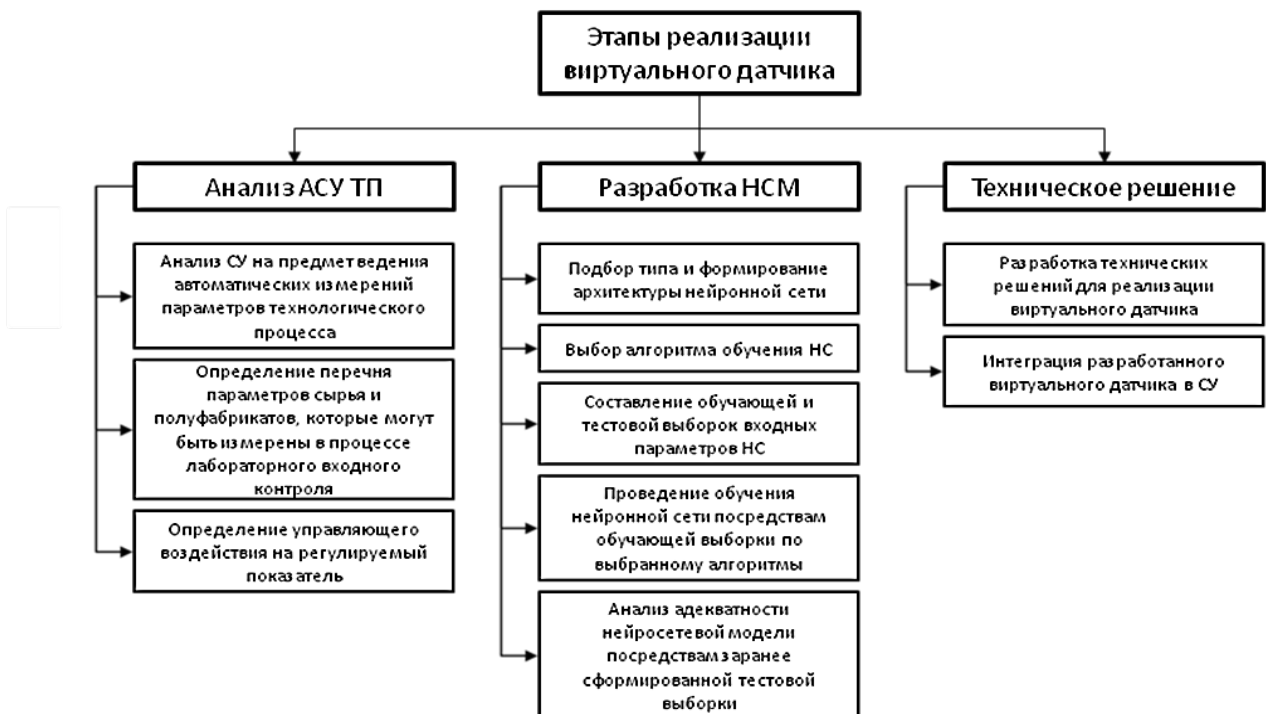 Этапы реализации
виртуального датчика
Анализ АСУ ТП
Анализ СУ на предмет ведения
автоматических измерений
параметров технологического
процесса
Определение перечня
параметров сырья и
полуфабрикатов, которые могут
быть измерены в процессе
лабораторного входного
контроля
Определение управляющего
воздействия на регулируемый
показатель
Разработка НСМ
Подбор типа и формирование
архитектуры нейронной сети
Выбор алгоритма обучения НС
Составление обучающей и
тестовой выборок входных
параметров НС
Проведение обучения
нейронной сети посредствам
обучающей выборки по
выбранному алгоритмы
Анализ адекватности
нейросетевой модели
посредствам заранее
сформированной тестовой
выборки
Техническое решение
Разработка технических
решений для реализации
виртуального датчика
Интеграция разработанного
виртуального датчика в СУ